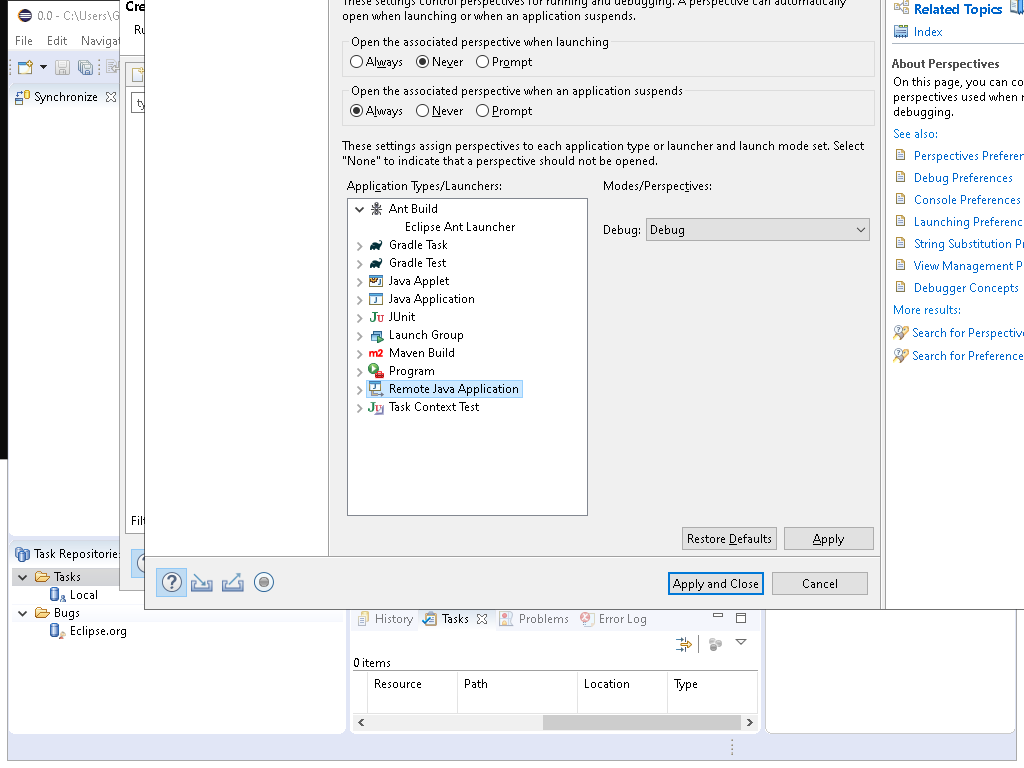 0.0 - C:\Users\G
File Edit Navigat
Synchronize
Cre
Ru
ty
Filt
These settings control perspectives for running and debugging. A perspective can automatically
open when launching or when an application suspends.
Open the associated perspective when launching
Always Never Prompt
Open the associated perspective when an application suspends
Always Never Prompt
These settings assign perspectives to each application type or launcher and launch mode set. Select
"None" to indicate that a perspective should not be opened.
Application Types/Launchers:
Modes/Perspectives:
Ant Build
Eclipse Ant Launcher
Gradle Task
Gradle Test
Java Applet
Java Application
JUnit
Launch Group
Maven Build
Program
Remote Java Application
Task Context Test
Debug: Debug
Restore Defaults Apply
Apply and Close Cancel
Related Topics
Index
About Perspectives
On this page, you can co
perspectives used when r
debugging.
See also:
Perspectives Preferen
Debug Preferences
Console Preferences
Launching Preferenc
String Substitution P
View Management P
Debugger Concepts
More results:
Search for Perspective
Search for Preference
Task Repositories
Tasks
Local
Bugs
Eclipse.org
History Tasks Problems Error Log
0 items
Resource Path Location Type